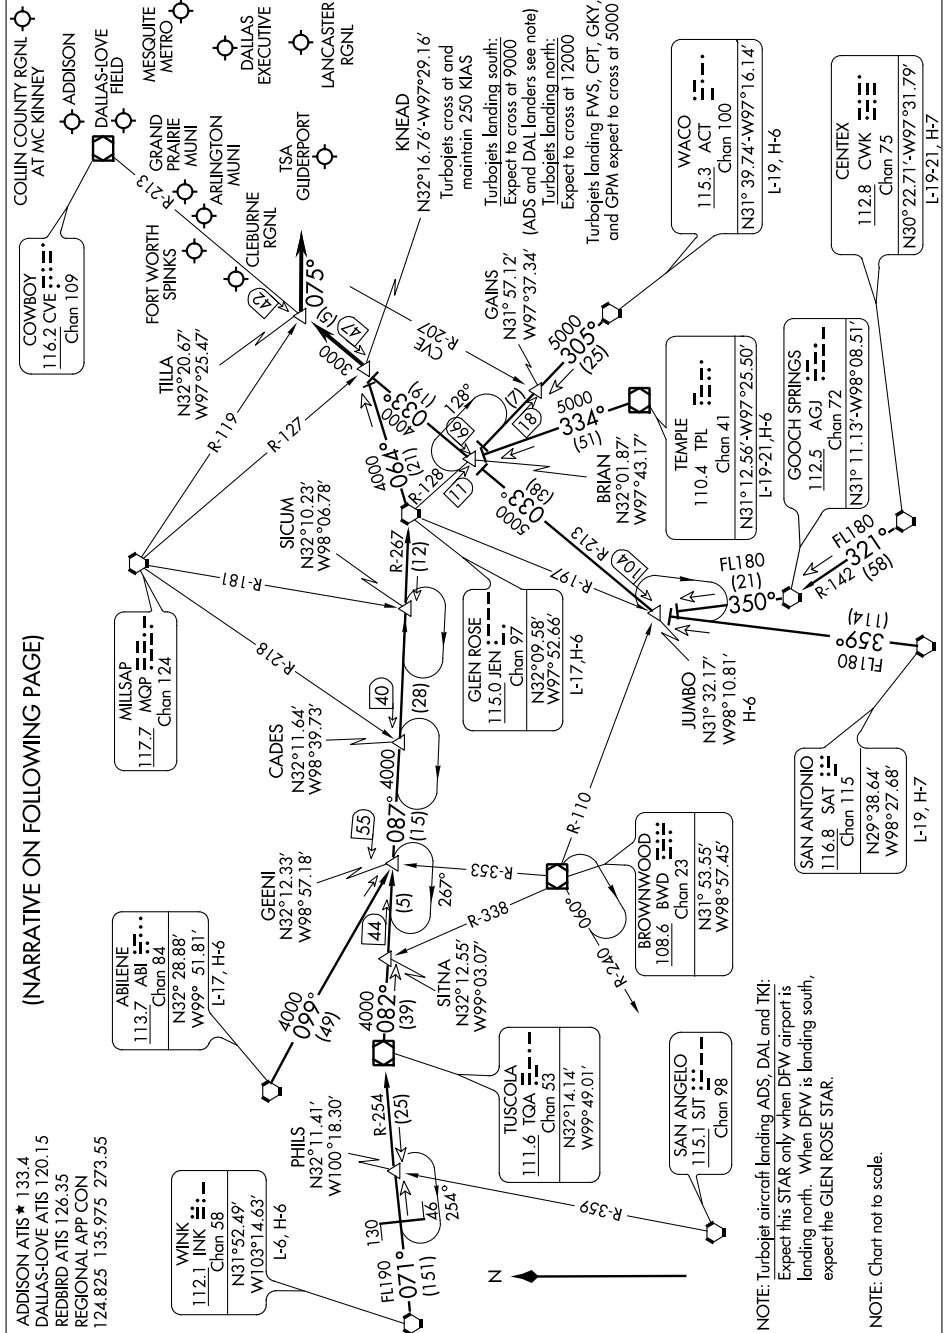 (NARRATIVE ON FOLLOWING PAGE)
ADDISON ATIS★ 133.4
DALLAS-LOVE ATIS 120.15
REDBIRD ATIS 126.35
REGIONAL APP CON
124.825 135.975 273.55
WINK
112.1 INK
Chan 58
N31°52.49'
W103°14.63'
L-6, H-6
FL190
071°
(151)
130
46
254°
PHILS
N32°11.41'
W100°18.30'
R-254
(25)
R-359
SAN ANGELO
115.1 SJT
Chan 98
TUSCOLA
111.6 TQA
Chan 53
N32°14.14'
W99°49.01'
ABILENE
113.7 ABI
Chan 84
N32° 28.88'
W99° 51.81'
L-17, H-6
4000
099°
(49)
4000
082°
(39)
SITNA
N32°12.55'
W99°03.07'
44
(5)
GEENI
N32°12.33'
W98°57.18'
55
267°
087°
(15)
4000
R-353
R-338
BROWNWOOD
108.6 BWD
Chan 23
N31° 53.55'
W98°57.45'
060°
R-240
R-110
CADES
N32°11.64'
W98°39.73'
40
(28)
MILLSAP
117.7 MQP
Chan 124
R-218
R-181
R-127
R-119
SICUM
N32°10.23'
W98°06.78'
R-267
(12)
GLEN ROSE
115.0 JEN
Chan 97
N32°09.58'
W97°52.66'
L-17,H-6
4000
064°
(21)
R-128
11
R-197
JUMBO
N31° 32.17'
W98°10.81'
H-6
104
R-213
5000
033°
(38)
SAN ANTONIO
116.8 SAT
Chan 115
N29°38.64'
W98°27.68'
L-19, H-7
FL180
359°
(114)
FL180
350°
(21)
GOOCH SPRINGS
112.5 AGJ
Chan 72
N31° 11.13'-W98°08.51'
FL180
321°
R-142
(58)
CENTEX
112.8 CWK
Chan 75
N30°22.71'-W97°31.79'
L-19-21, H-7
TEMPLE
110.4 TPL
Chan 41
N31°12.56'-W97°25.50'
L-19-21,H-6
5000
334°
(51)
BRIAN
N32°01.87'
W97°43.17'
66
128°
4000
033°
(19)
(7)
18
GAINS
N31° 57.12'
W97°37.34'
CVE
R-207
5000
305°
(25)
WACO
115.3 ACT
Chan 100
N31° 39.74'-W97°16.14'
L-19, H-6
KNEAD
N32°16.76'-W97°29.16'
Turbojets cross at and
maintain 250 KIAS
Turbojets landing south:
Expect to cross at 9000
(ADS and DAL landers see note)
Turbojets landing north:
Expect to cross at 12000
Turbojets landing FWS, CPT, GKY,
and GPM expect to cross at 5000
3000
(5)
47
42
075°
TILLA
N32°20.67'
W97°25.47'
COWBOY
116.2 CVE
Chan 109
R-213
FORT WORTH
SPINKS
CLEBURNE
RGNL
ARLINGTON
MUNI
GRAND
PRAIRIE
MUNI
TSA
GLIDERPORT
DALLAS-LOVE
FIELD
ADDISON
COLLIN COUNTY RGNL
AT MC KINNEY
MESQUITE
METRO
DALLAS
EXECUTIVE
LANCASTER
RGNL
N
NOTE: Turbojet aircraft landing ADS, DAL and TKI:
Expect this STAR only when DFW airport is
landing north. When DFW is landing south,
expect the GLEN ROSE STAR.
NOTE: Chart not to scale.